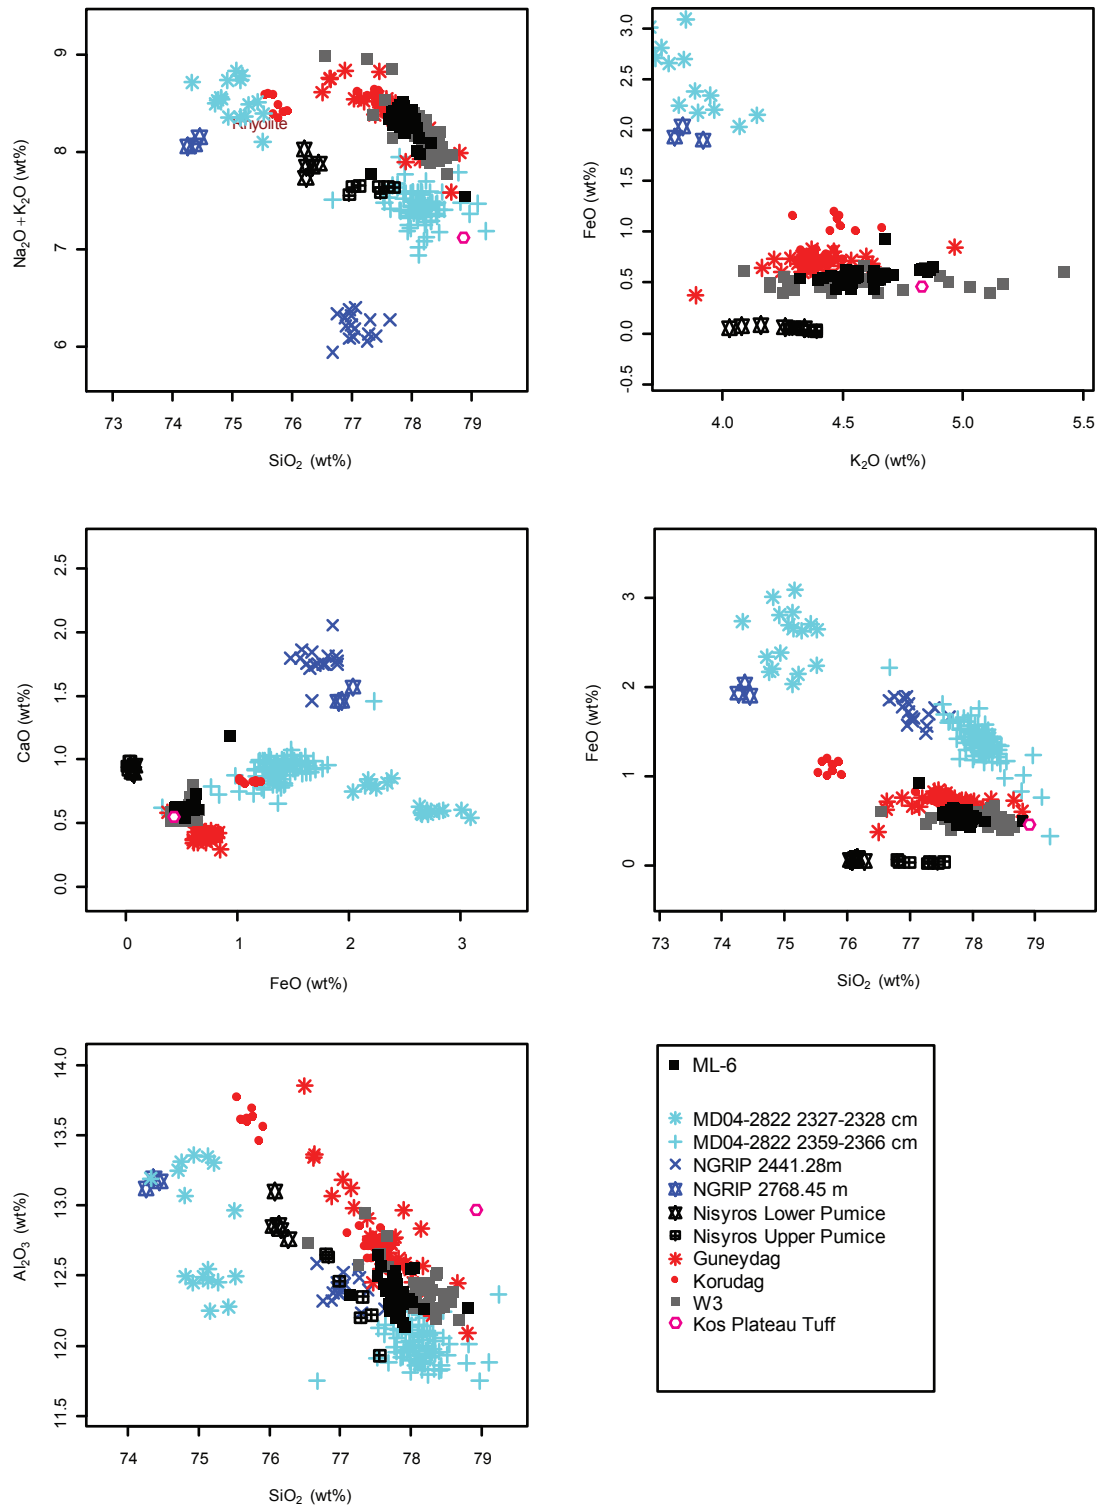 9
8
7
6
Na2O + K2O (wt%)
Rhyolite
73 74 75 76 77 78 79
SiO2 (wt%)
3.0
2.5
2.0
1.5
1.0
0.5
0.0
-0.5
FeO (wt%)
4.0 4.5 5.0 5.5
K2O (wt%)
2.5
2.0
1.5
1.0
0.5
0.0
CaO (wt%)
0 1 2 3
FeO (wt%)
3
2
1
0
FeO (wt%)
73 74 75 76 77 78 79
SiO2 (wt%)
14.0
13.5
13.0
12.5
12.0
11.5
Al2O3 (wt%)
74 75 76 77 78 79
SiO2 (wt%)
ML-6
MD04-2822 2327-2328 cm
MD04-2822 2359-2366 cm
NGRIP 2441.28m
NGRIP 2768.45 m
Nisyros Lower Pumice
Nisyros Upper Pumice
Guneydag
Korudag
W3
Kos Plateau Tuff